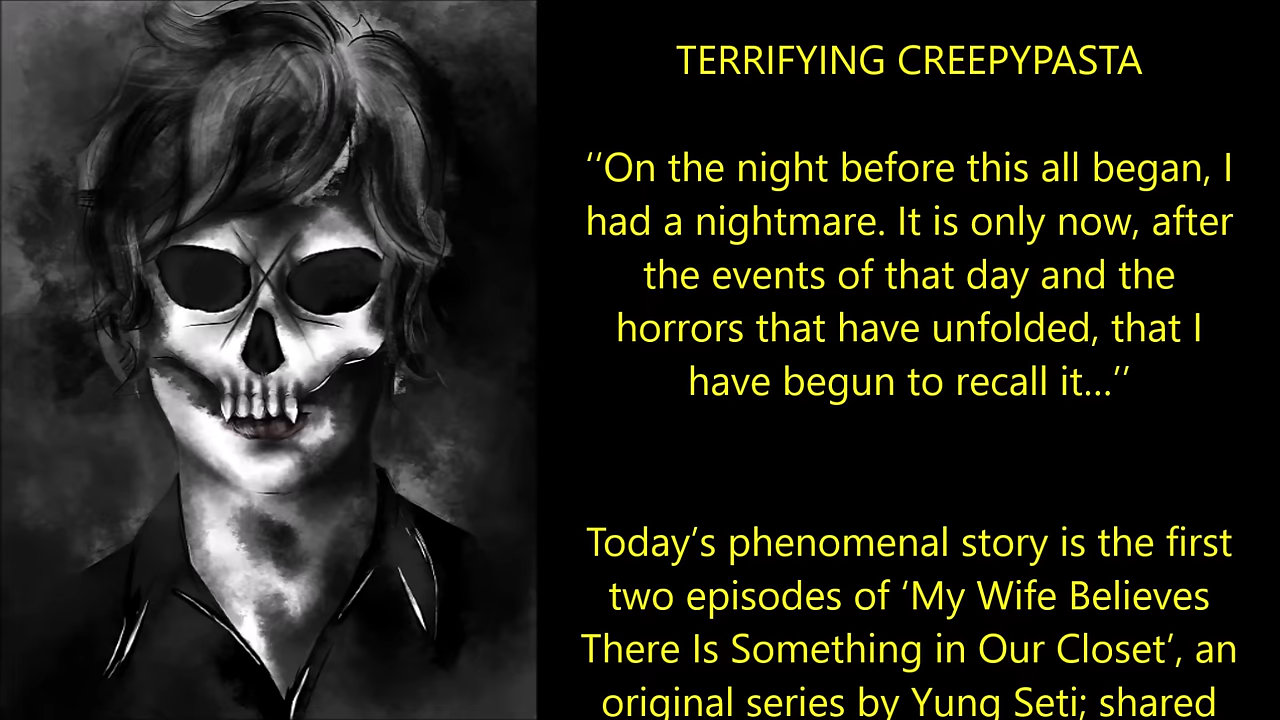 TERRIFYING CREEPYPASTA
‘‘On the night before this all began, I
had a nightmare. It is only now, after
the events of that day and the
horrors that have unfolded, that I
have begun to recall it...’’
Today’s phenomenal story is the first
two episodes of ‘My Wife Believes
There Is Something in Our Closet’, an
original series by Yung Seti; shared